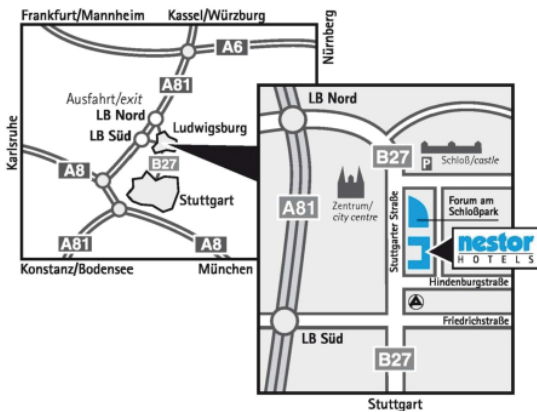 Frankfurt/Mannheim
Kassel/Würzburg
A6
Nürnberg
A81
Ausfahrt/exit
LB Nord
LB Süd
Ludwigsburg
Karlsruhe
B27
A8
Stuttgart
A81
A8
Konstanz/Bodensee
München
LB Nord
B27
P
Schloß/castle
A81
Zentrum/
city centre
Stuttgarter Straße
Forum am
Schloßpark
nestor
HOTELS
Hindenburgstraße
Friedrichstraße
LB Süd
B27
Stuttgart